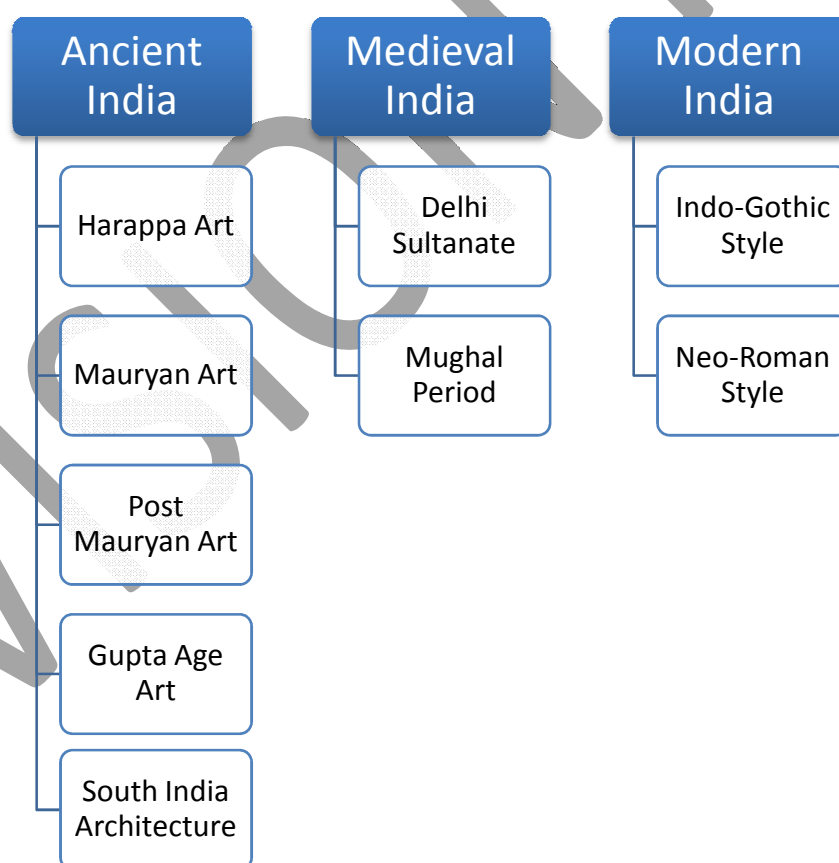 Ancient
India
Harappa Art
Mauryan Art
Post
Mauryan Art
Gupta Age
Art
South India
Architecture
Medieval
India
Delhi
Sultanate
Mughal
Period
Modern
India
Indo-Gothic
Style
Neo-Roman
Style